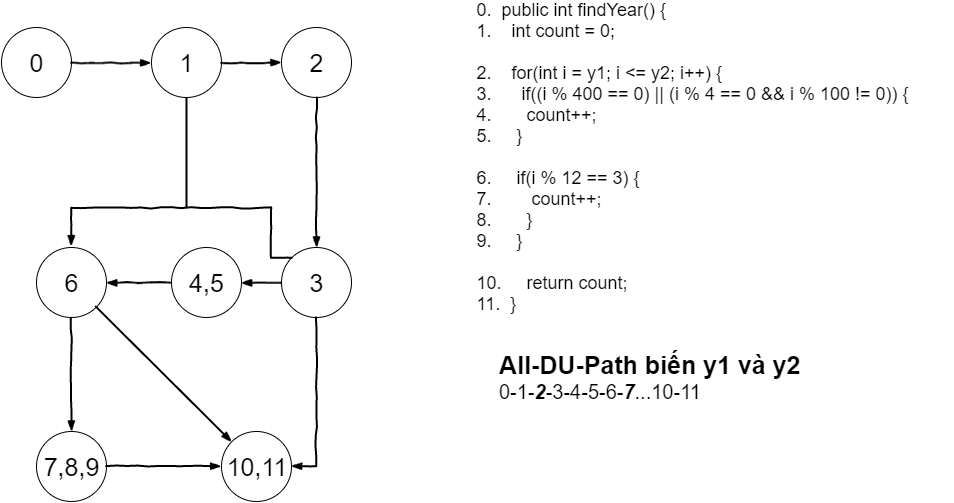 0
1
2
6
4,5
3
7,8,9
10,11
0. public int findYear() {
1. int count = 0;
2. for(int i = y1; i <= y2; i++) {
3. if((i % 400 == 0) || (i % 4 == 0 && i % 100 != 0)) {
4. count++;
5. }
6. if(i % 12 == 3) {
7. count++;
8. }
9. }
10. return count;
11. }
All-DU-Path biến y1 và y2
0-1-2-3-4-5-6-7...10-11